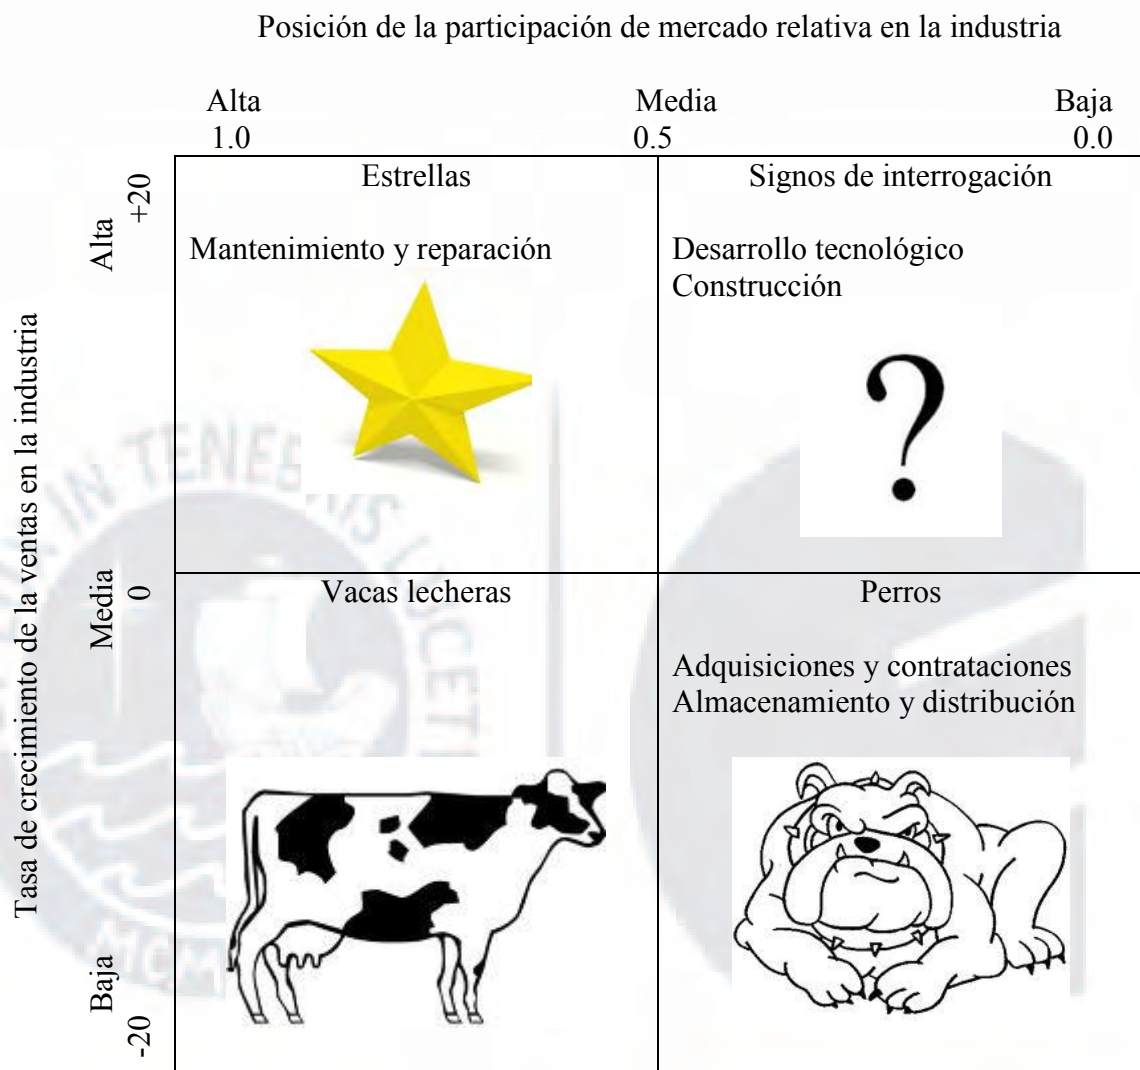 Posición de la participación de mercado relativa en la industria
Alta Media Baja
1.0 0.5 0.0
Tasa de crecimiento de la ventas en la industria
Alta
+20
Media
0
Baja
-20
Estrellas
Mantenimiento y reparación
Signos de interrogación
Desarrollo tecnológico
Construcción
?
Vacas lecheras
Perros
Adquisiciones y contrataciones
Almacenamiento y distribución
IN TENEBRIS